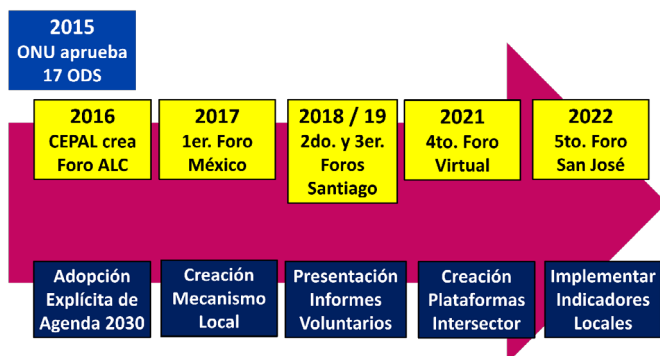 2015
ONU aprueba
17 ODS
2016
CEPAL crea
Foro ALC
2017
1er. Foro
México
2018 / 19
2do. y 3er.
Foros
Santiago
2021
4to. Foro
Virtual
2022
5to. Foro
San José
Adopción
Explícita de
Agenda 2030
Creación
Mecanismo
Local
Presentación
Informes
Voluntarios
Creación
Plataformas
Intersector
Implementar
Indicadores
Locales